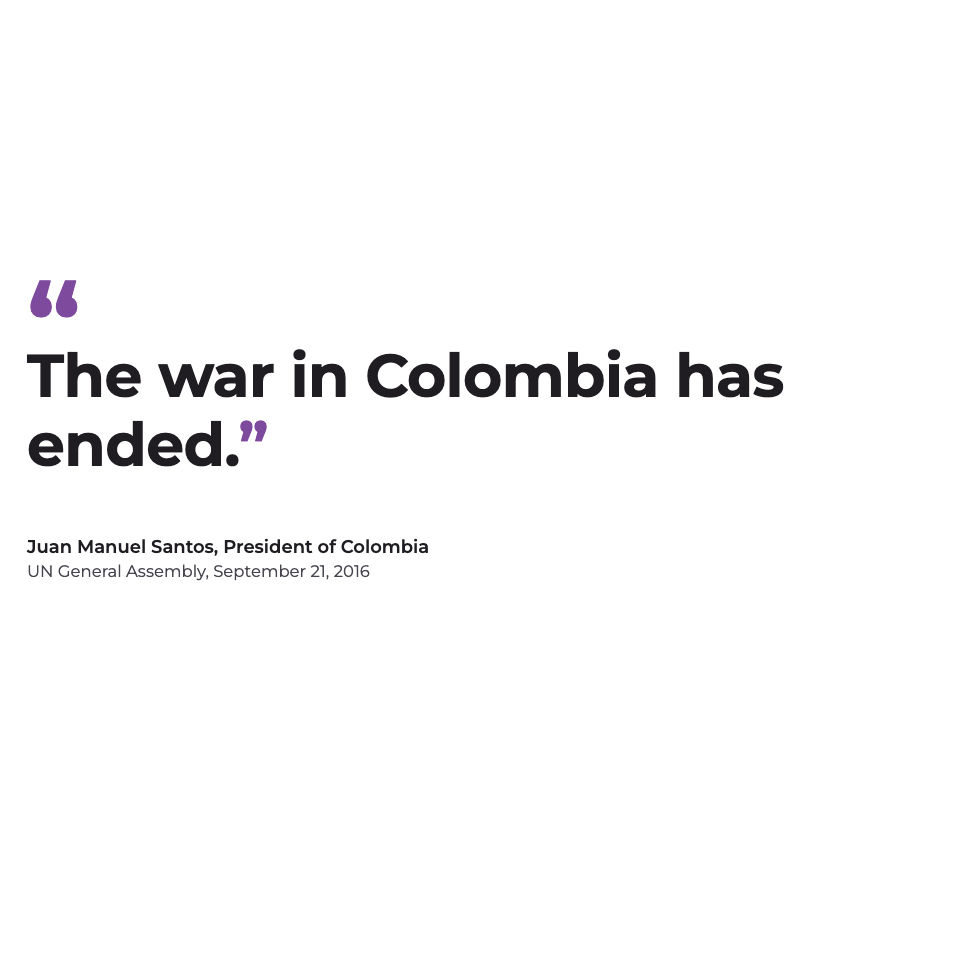 “
The war in Colombia has
ended.”
Juan Manuel Santos, President of Colombia
UN General Assembly, September 21, 2016